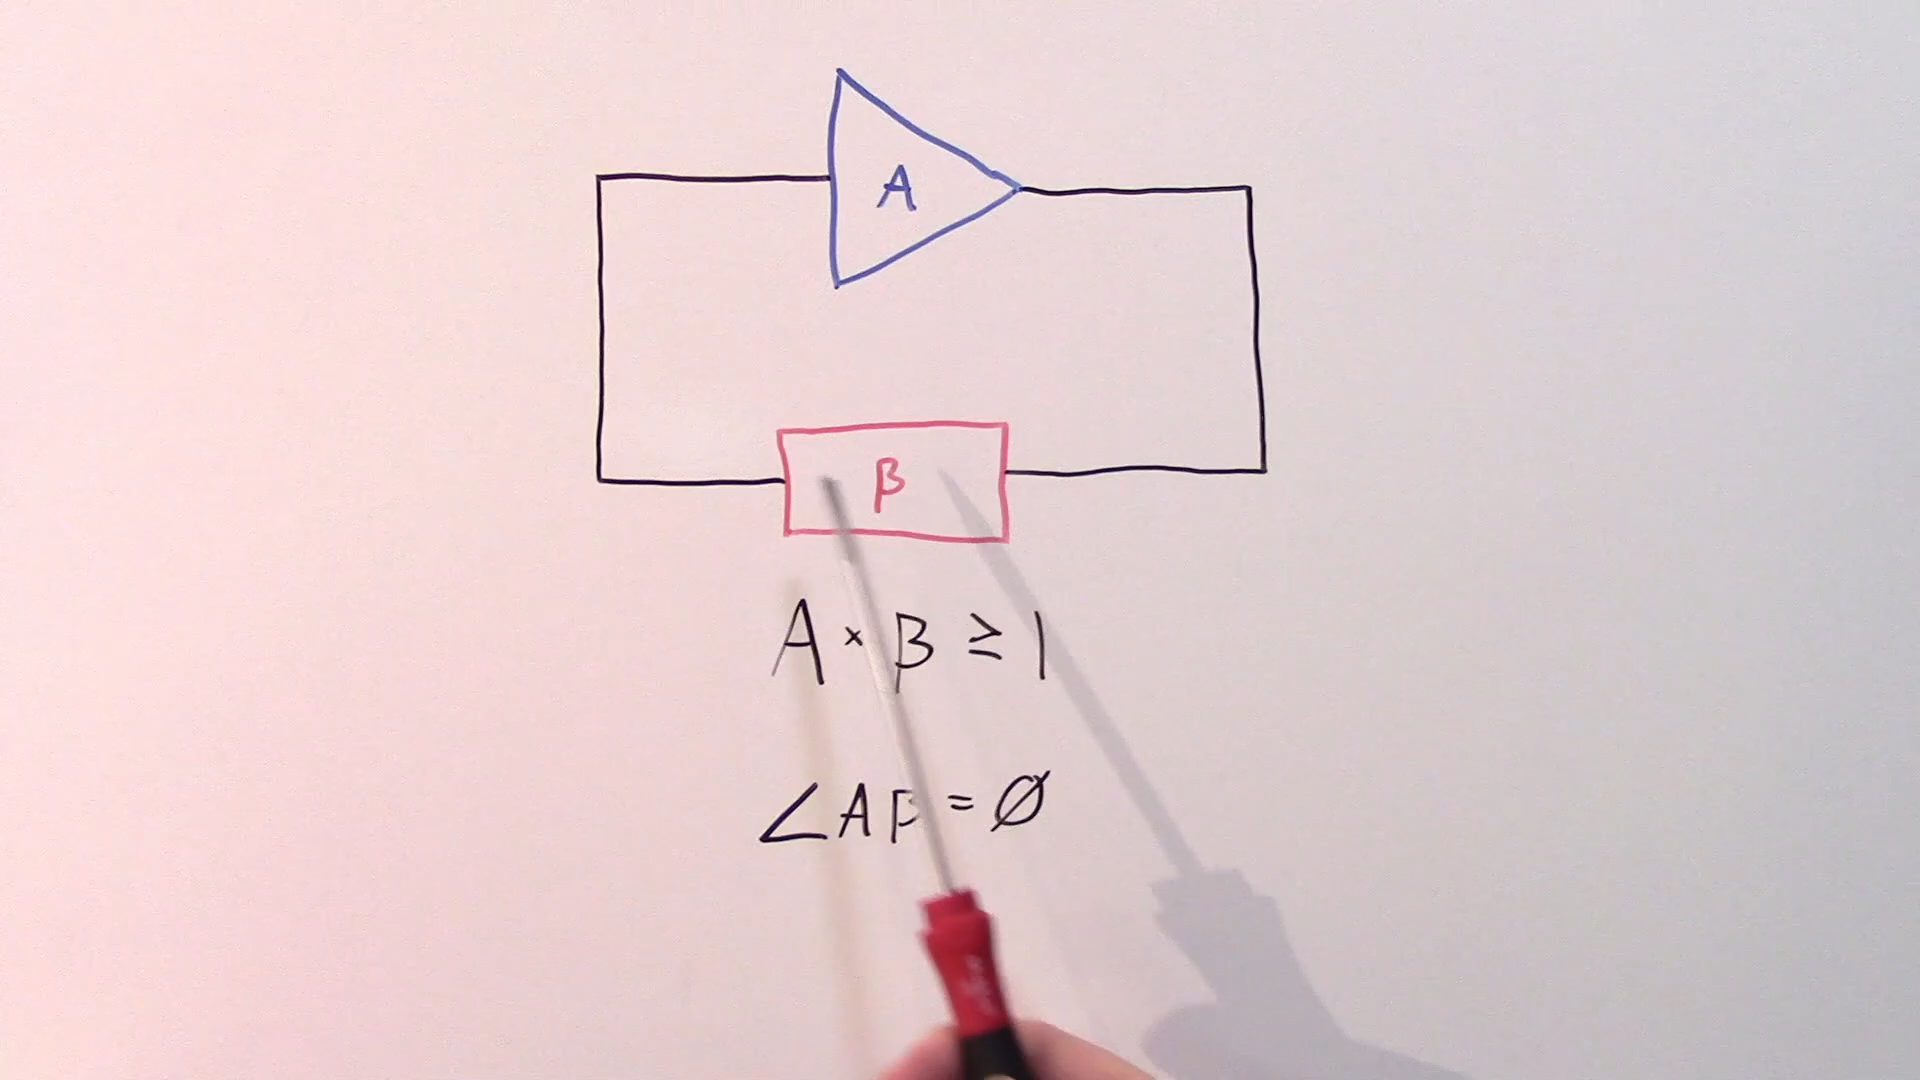 A
β
A × β ≥ 1
∠Aβ = Ø